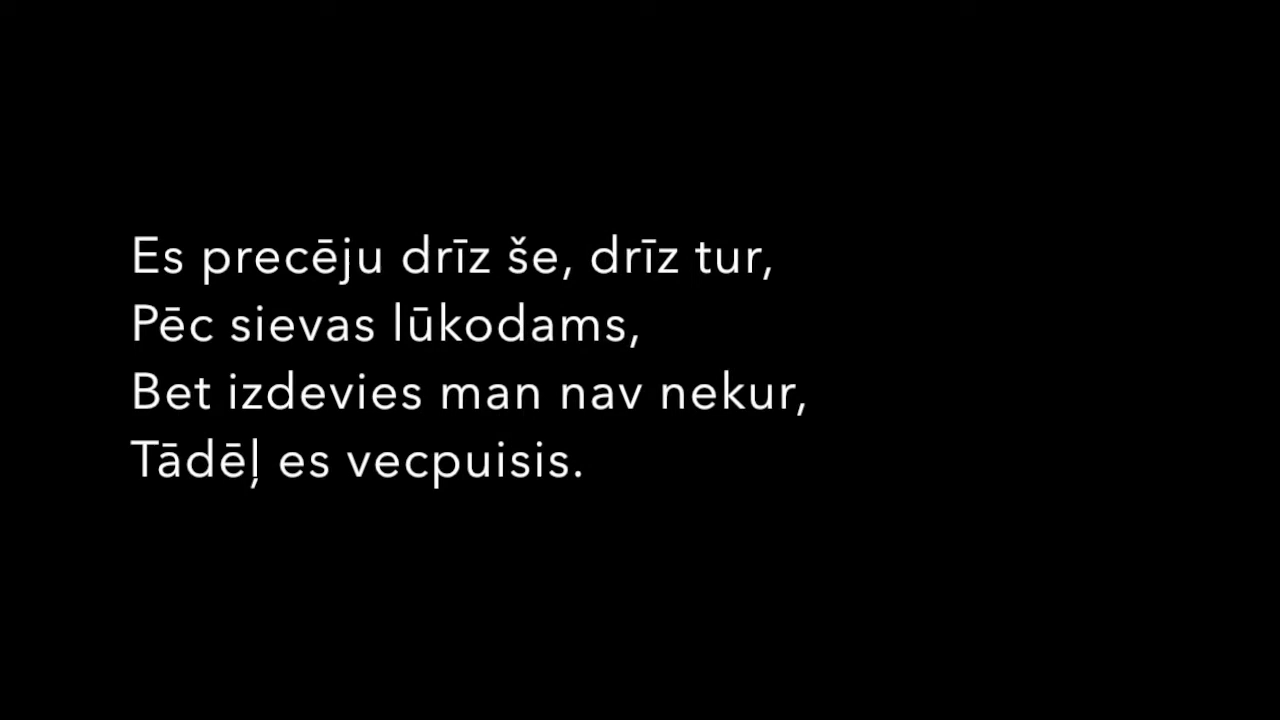 Es precēju drīz še, drīz tur,
Pēc sievas lūkodams,
Bet izdevies man nav nekur,
Tādēļ es vecpuisis.